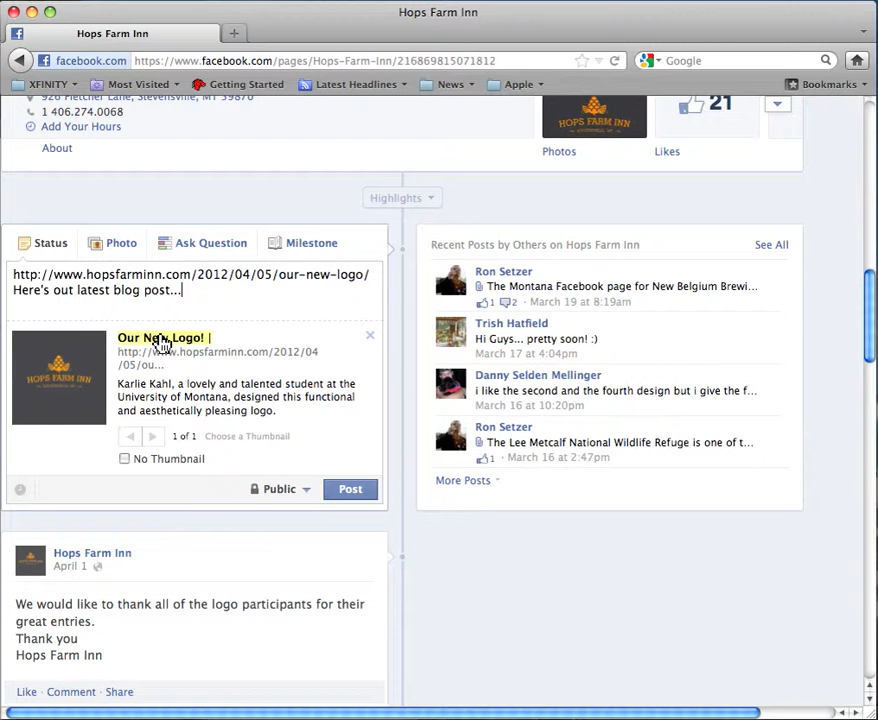 Hops Farm Inn
Hops Farm Inn
facebook.com
https://www.facebook.com/pages/Hops-Farm-Inn/216869815071812
Google
XFINITY
Most Visited
Getting Started
Latest Headlines
News
Apple
Bookmarks
926 Fletcher Lane, Stevensville, MT 59870
1 406.274.0068
Add Your Hours
About
HOPS FARM INN
21
Photos
Likes
Highlights
Status
Photo
Ask Question
Milestone
http://www.hopsfarminn.com/2012/04/05/our-new-logo/
Here's out latest blog post...
Our New Logo! |
http://www.hopsfarminn.com/2012/04
/05/ou...
HOPS FARM INN
Karlie Kahl, a lovely and talented student at the
University of Montana, designed this functional
and aesthetically pleasing logo.
1 of 1 Choose a Thumbnail
No Thumbnail
Public
Post
Recent Posts by Others on Hops Farm Inn
See All
Ron Setzer
The Montana Facebook page for New Belgium Brewi...
1 2 · March 19 at 8:19am
Trish Hatfield
Hi Guys... pretty soon! :)
March 17 at 4:04pm
Danny Selden Mellinger
i like the second and the fourth design but i give the f...
March 16 at 10:20pm
Ron Setzer
The Lee Metcalf National Wildlife Refuge is one of t...
1 · March 16 at 2:47pm
More Posts
Hops Farm Inn
April 1
We would like to thank all of the logo participants for their
great entries.
Thank you
Hops Farm Inn
Like · Comment · Share